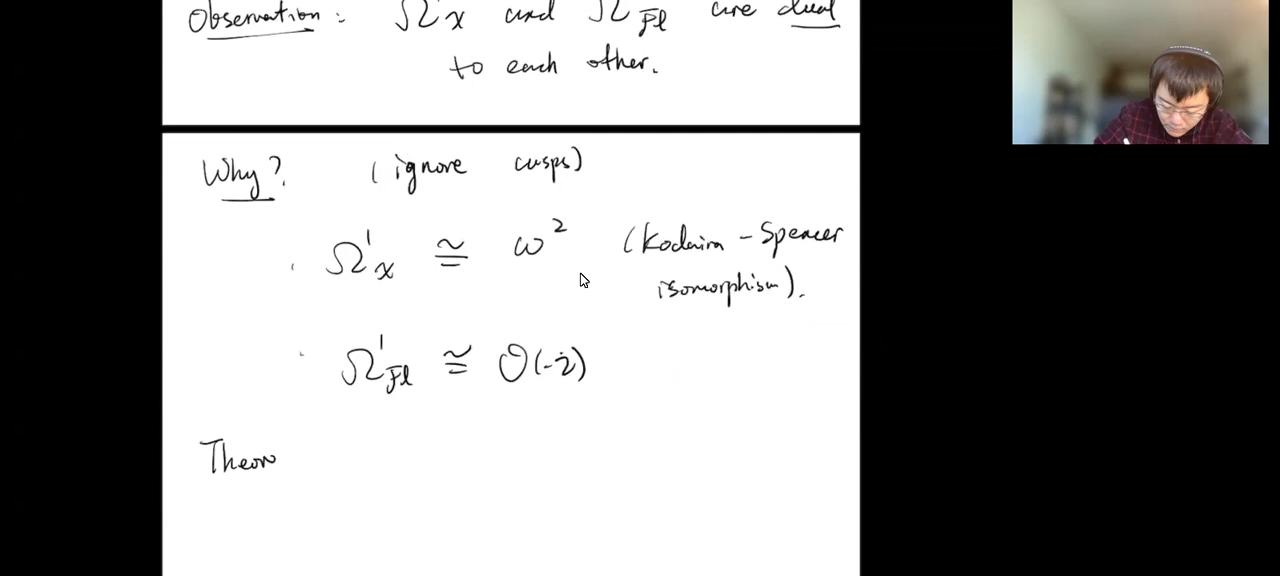 Observation: Ω¹_X and Ω¹_Fl are dual
to each other.
Why? (ignore cusps)
· Ω¹_X ≅ ω² (Kodaira-Spencer
isomorphism).
· Ω¹_Fl ≅ O(-2)
Theor